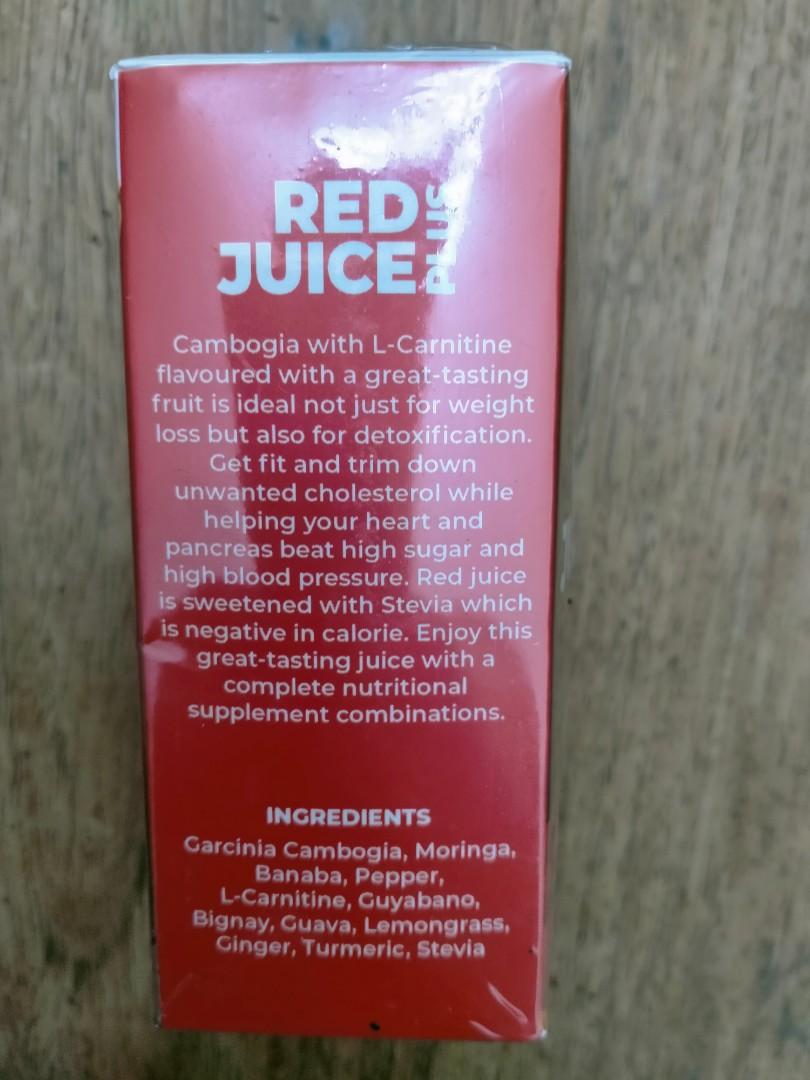 RED
JUICE
PLUS
Cambogia with L-Carnitine
flavoured with a great-tasting
fruit is ideal not just for weight
loss but also for detoxification.
Get fit and trim down
unwanted cholesterol while
helping your heart and
pancreas beat high sugar and
high blood pressure. Red juice
is sweetened with Stevia which
is negative in calorie. Enjoy this
great-tasting juice with a
complete nutritional
supplement combinations.
INGREDIENTS
Garcinia Cambogia, Moringa,
Banaba, Pepper,
L-Carnitine, Guyabano,
Bignay, Guava, Lemongrass,
Ginger, Turmeric, Stevia